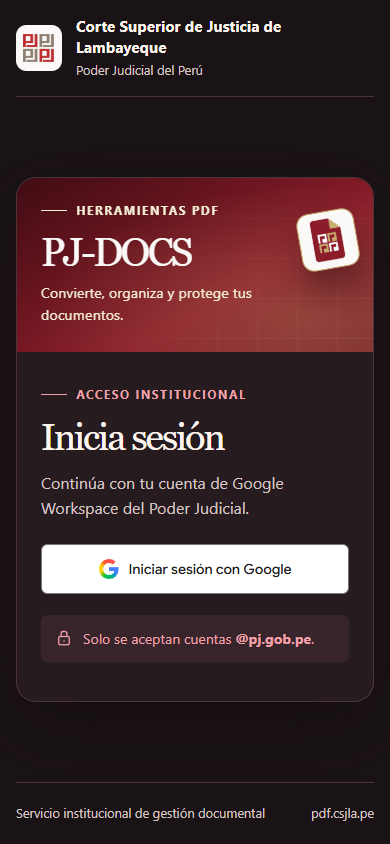 Corte Superior de Justicia de
Lambayeque
Poder Judicial del Perú
HERRAMIENTAS PDF
PJ-DOCS
Convierte, organiza y protege tus
documentos.
ACCESO INSTITUCIONAL
Inicia sesión
Continúa con tu cuenta de Google
Workspace del Poder Judicial.
Iniciar sesión con Google
Solo se aceptan cuentas @pj.gob.pe.
Servicio institucional de gestión documental
pdf.csjla.pe